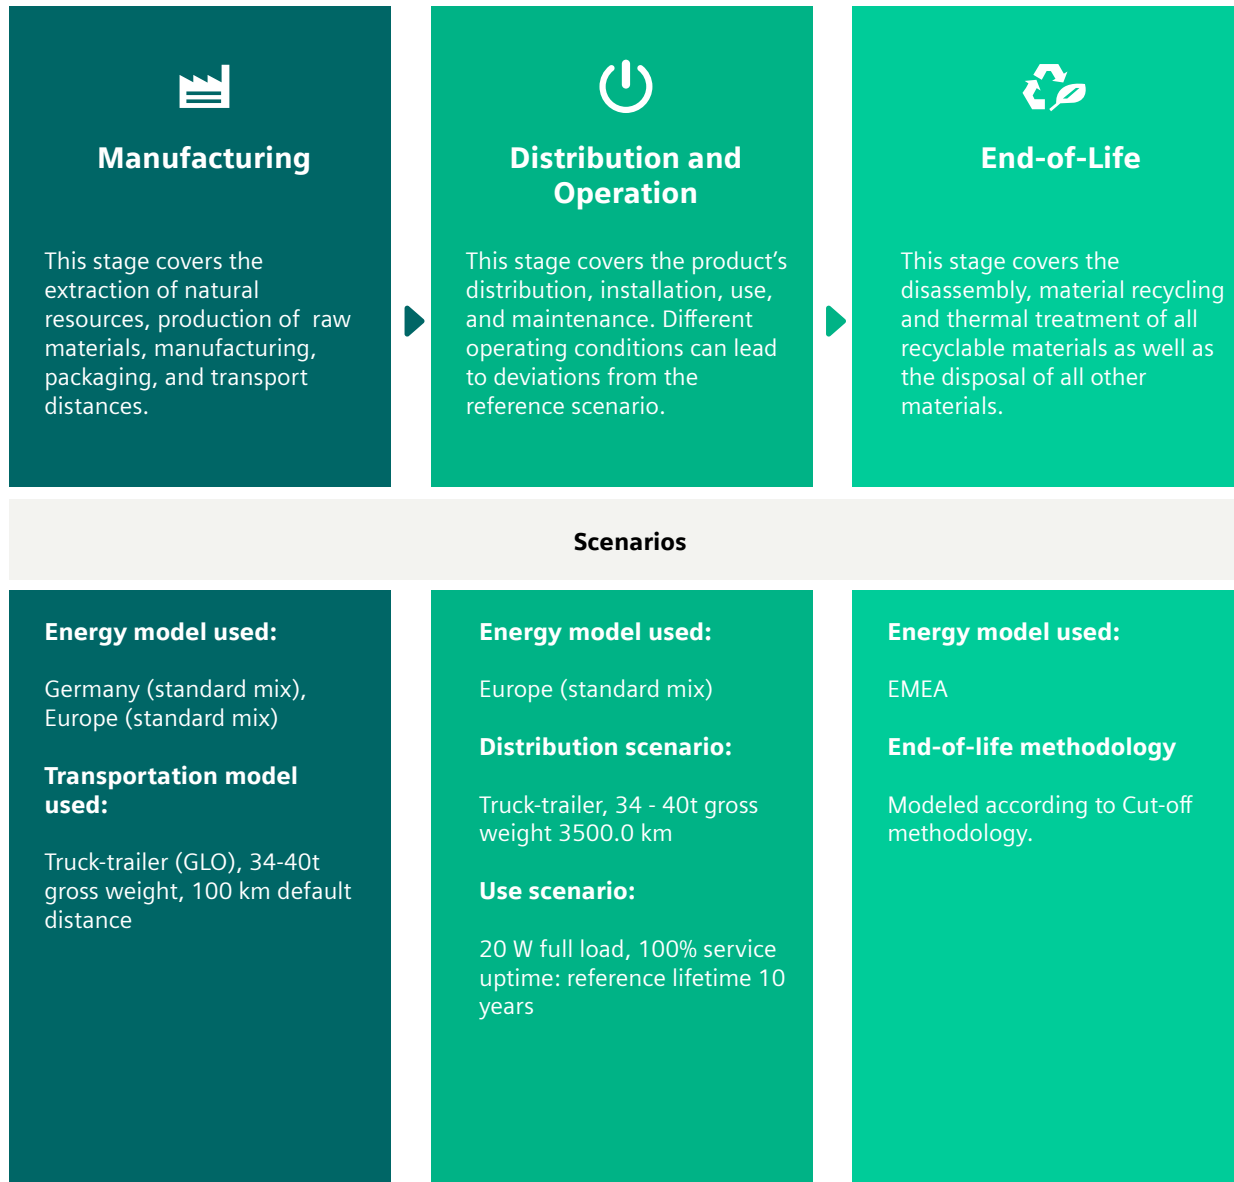 Manufacturing
This stage covers the
extraction of natural
resources, production of  raw
materials, manufacturing,
packaging, and transport
distances.
Distribution and
Operation
This stage covers the product’s
distribution, installation, use,
and maintenance. Different
operating conditions can lead
to deviations from the
reference scenario.
End-of-Life
This stage covers the
disassembly, material recycling
and thermal treatment of all
recyclable materials as well as
the disposal of all other
materials.
Scenarios
Energy model used:
Germany (standard mix),
Europe (standard mix)
Transportation model
used:
Truck-trailer (GLO), 34-40t
gross weight, 100 km default
distance
Energy model used:
Europe (standard mix)
Distribution scenario:
Truck-trailer, 34 - 40t gross
weight 3500.0 km
Use scenario:
20 W full load, 100% service
uptime: reference lifetime 10
years
Energy model used:
EMEA
End-of-life methodology
Modeled according to Cut-off
methodology.